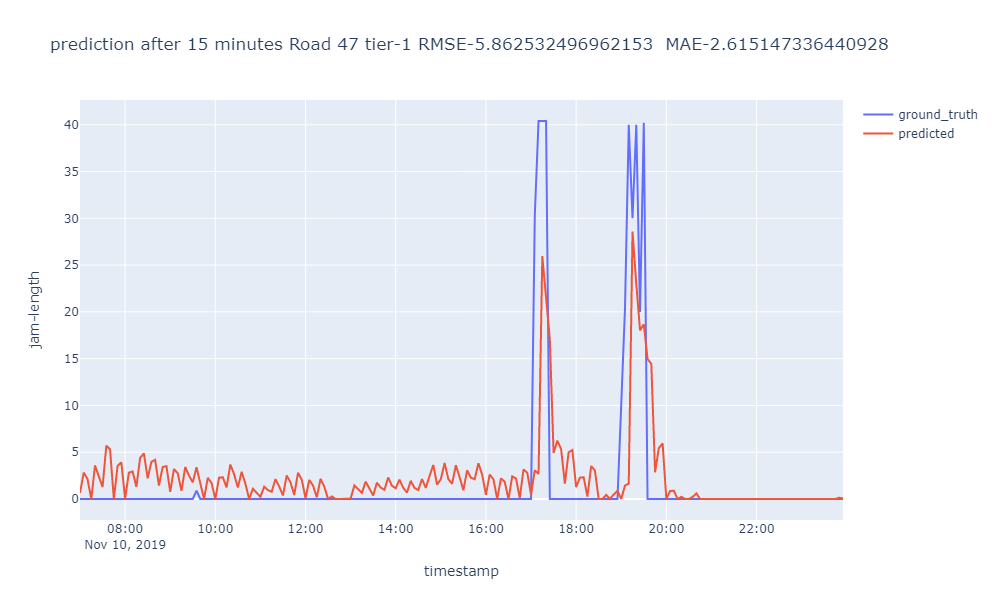 prediction after 15 minutes Road 47 tier-1 RMSE-5.862532496962153  MAE-2.615147336440928
ground_truth
predicted
jam-length
40
35
30
25
20
15
10
5
0
08:00 10:00 12:00 14:00 16:00 18:00 20:00 22:00
Nov 10, 2019
timestamp